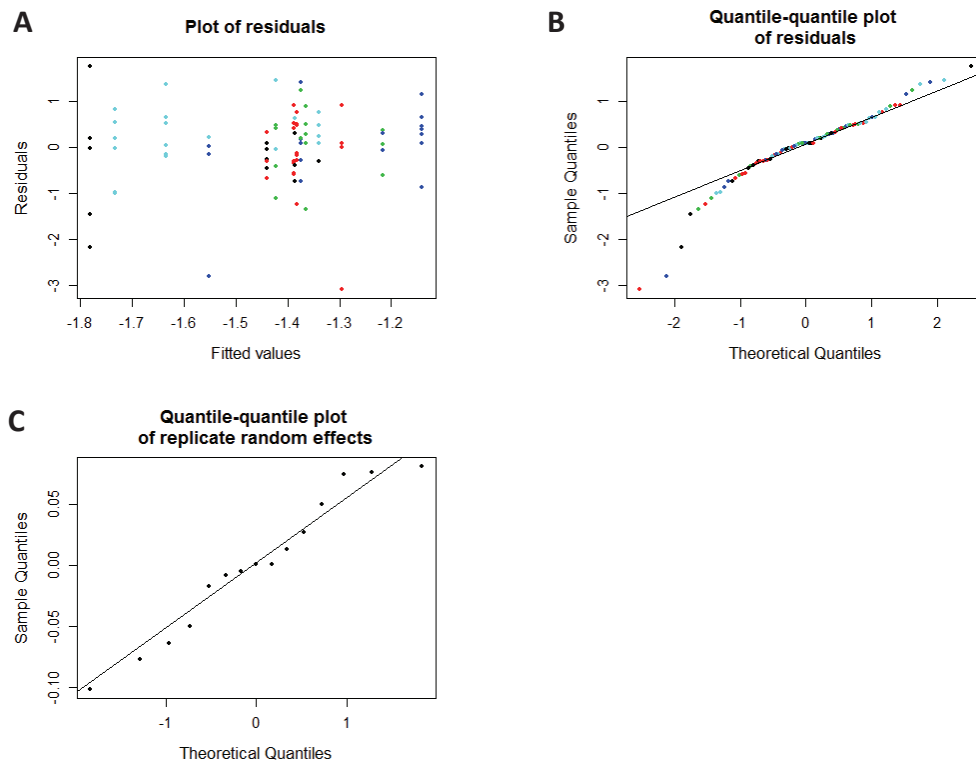 A
Plot of residuals
Residuals
1
0
-1
-2
-3
-1.8 -1.7 -1.6 -1.5 -1.4 -1.3 -1.2
Fitted values
B
Quantile-quantile plot
of residuals
Sample Quantiles
1
0
-1
-2
-3
-2 -1 0 1 2
Theoretical Quantiles
C
Quantile-quantile plot
of replicate random effects
Sample Quantiles
0.05
0.00
-0.05
-0.10
-1 0 1
Theoretical Quantiles